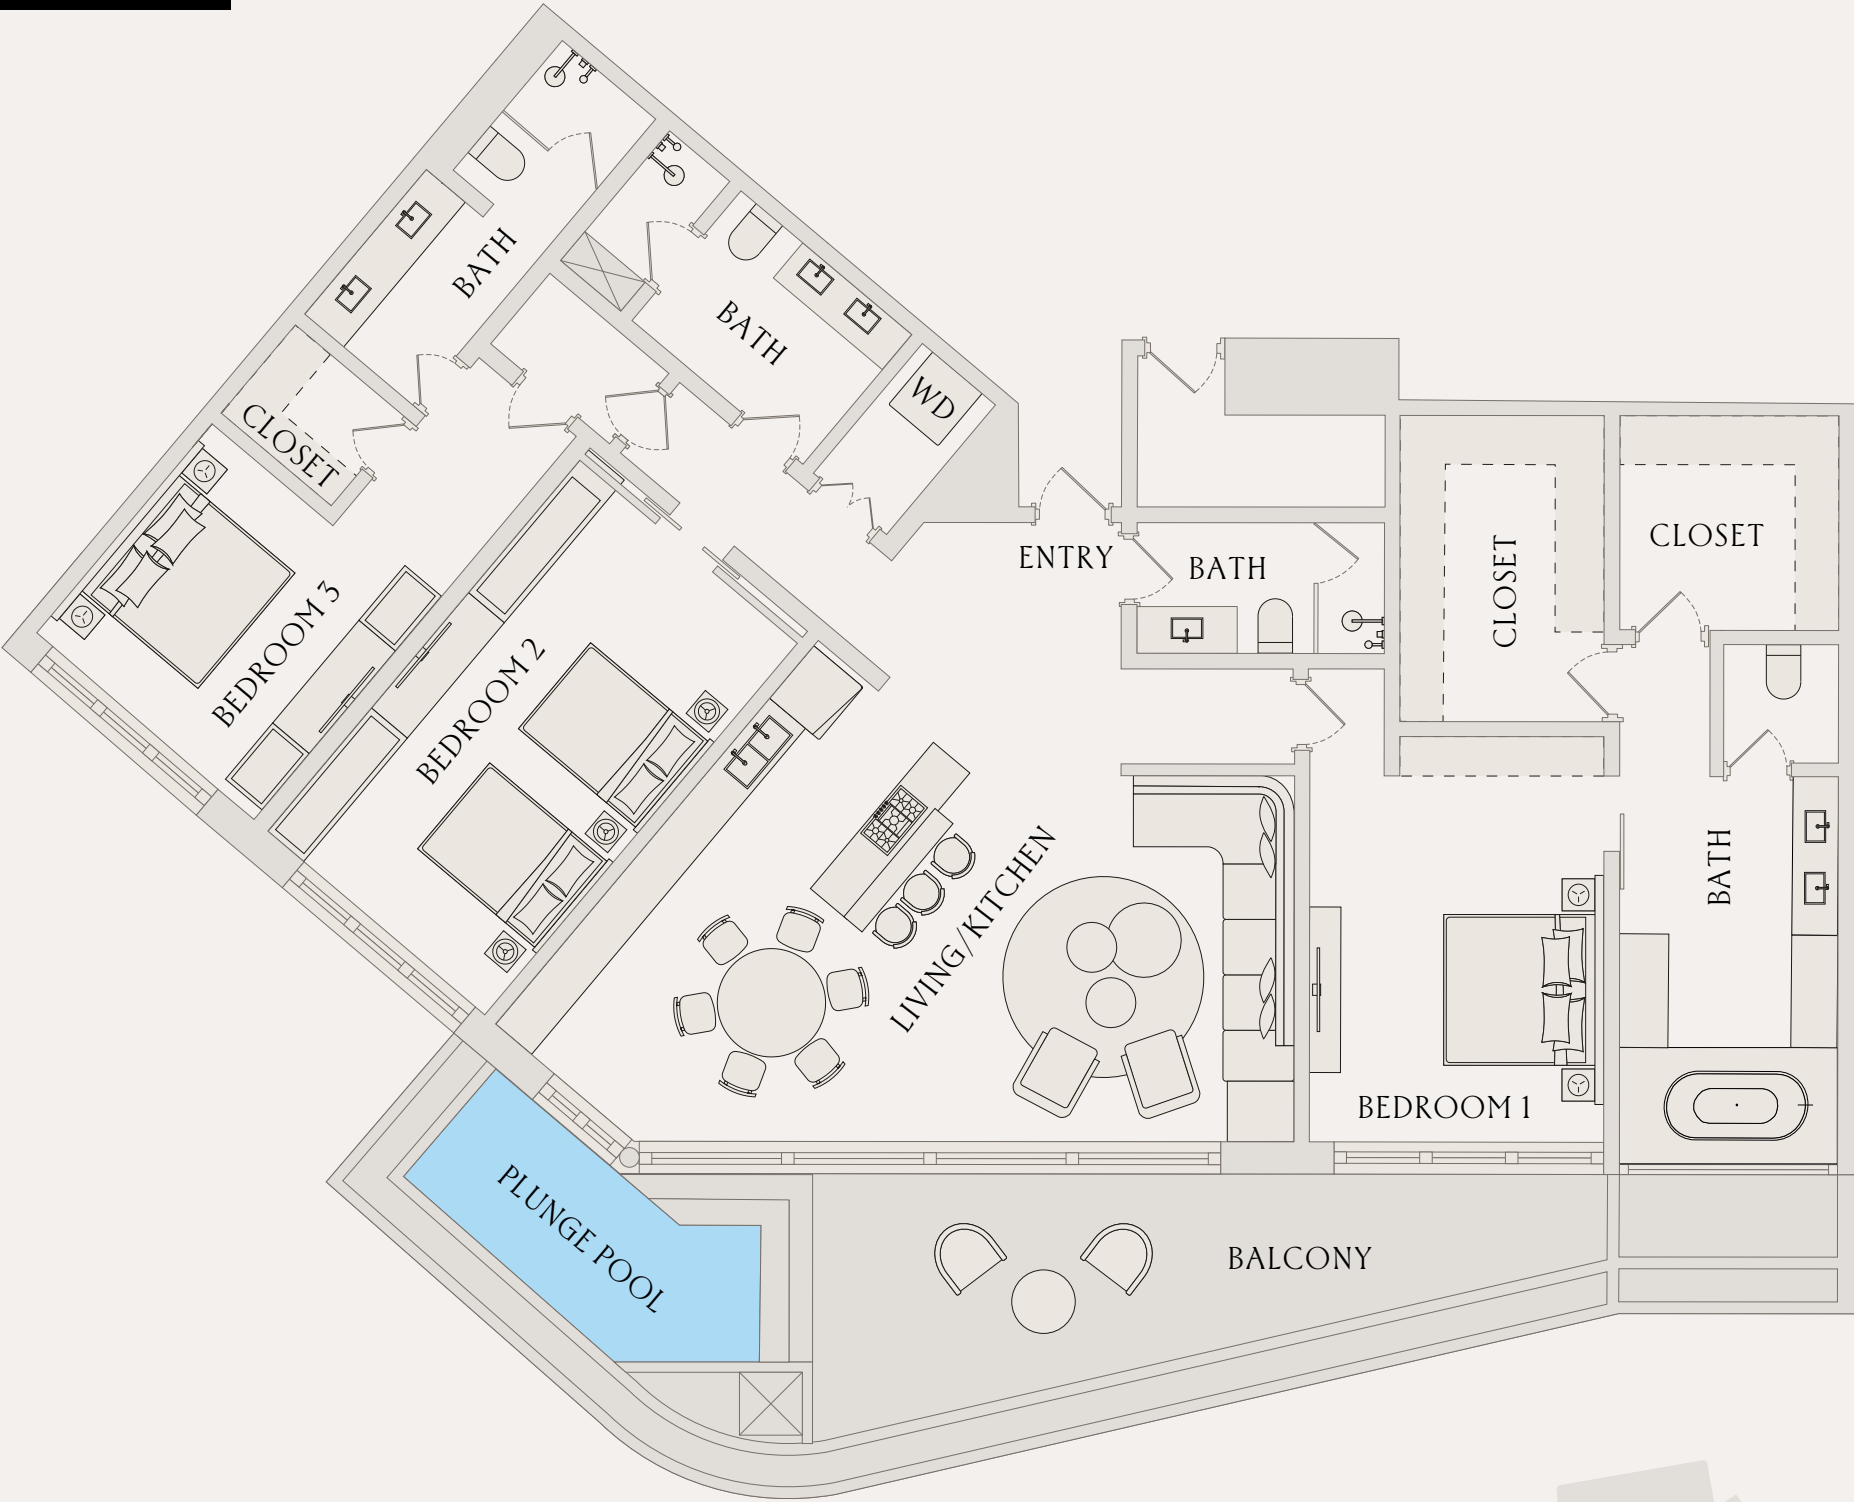 BATH
BATH
WD
CLOSET
ENTRY
BATH
CLOSET
CLOSET
BEDROOM 3
BEDROOM 2
BATH
LIVING/KITCHEN
BEDROOM 1
PLUNGE POOL
BALCONY